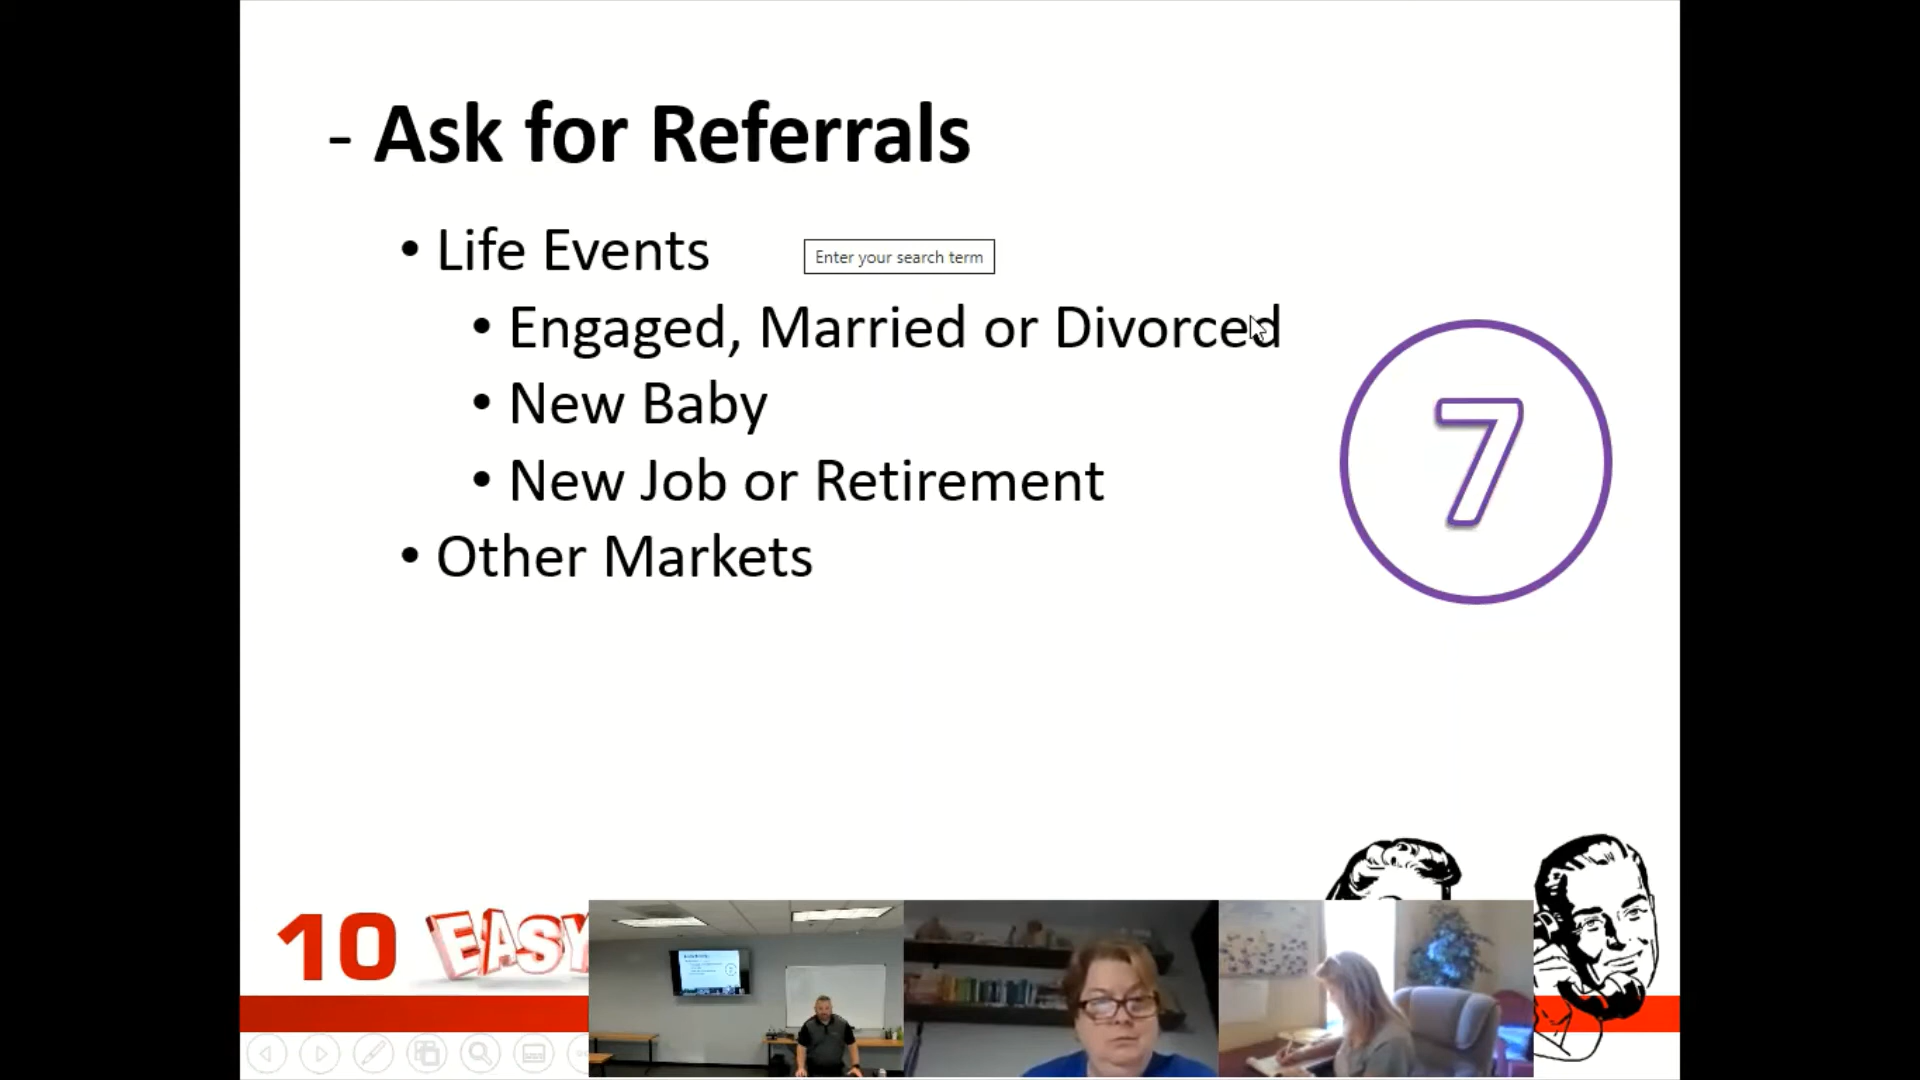 - Ask for Referrals
• Life Events
Enter your search term
• Engaged, Married or Divorced
• New Baby
• New Job or Retirement
• Other Markets
7
10 EASY